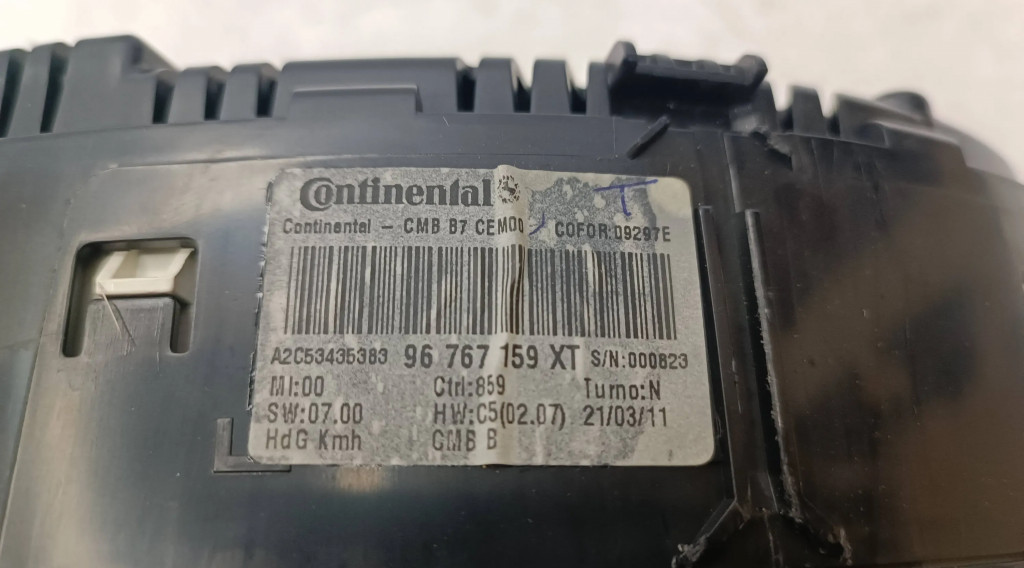 Continental
T
Continental - CMB B7 CEM00 COFOR:09297E
A2C53435383 96 767 159 XT S/N:000823
MI:00 Ctrl:859 Turno:N
SW:07.00 HW:C5(02.07) 21/03/11
HdG Kmh CMB B